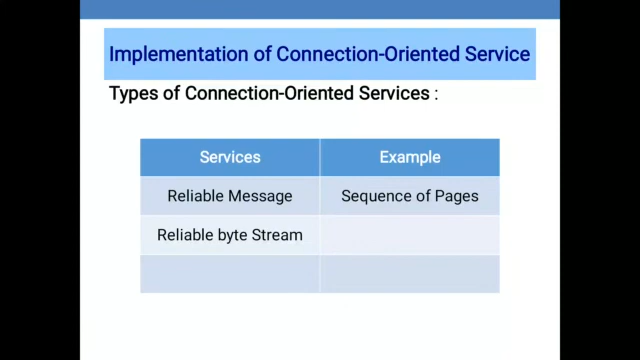 Implementation of Connection-Oriented Service
Types of Connection-Oriented Services :
Services Example
Reliable Message Sequence of Pages
Reliable byte Stream